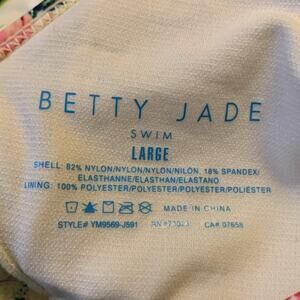 BETTY JADE
SWIM
LARGE
SHELL: 82% NYLON/NYLON/NYLON/NILON, 18% SPANDEX/
ELASTHANNE/ELASTHAN/ELASTANO
LINING: 100% POLYESTER/POLYESTER/POLYESTER/POLIÉSTER
MADE IN CHINA
STYLE# YM9569-J591 RN CA# 07658